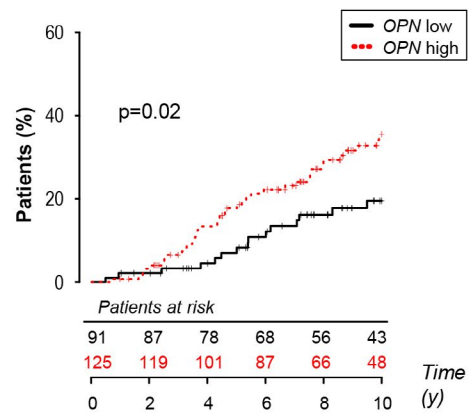 OPN low
OPN high
60
40
20
0
Patients (%)
p=0.02
Patients at risk
91 87 78 68 56 43
125 119 101 87 66 48
0 2 4 6 8 10
Time
(y)